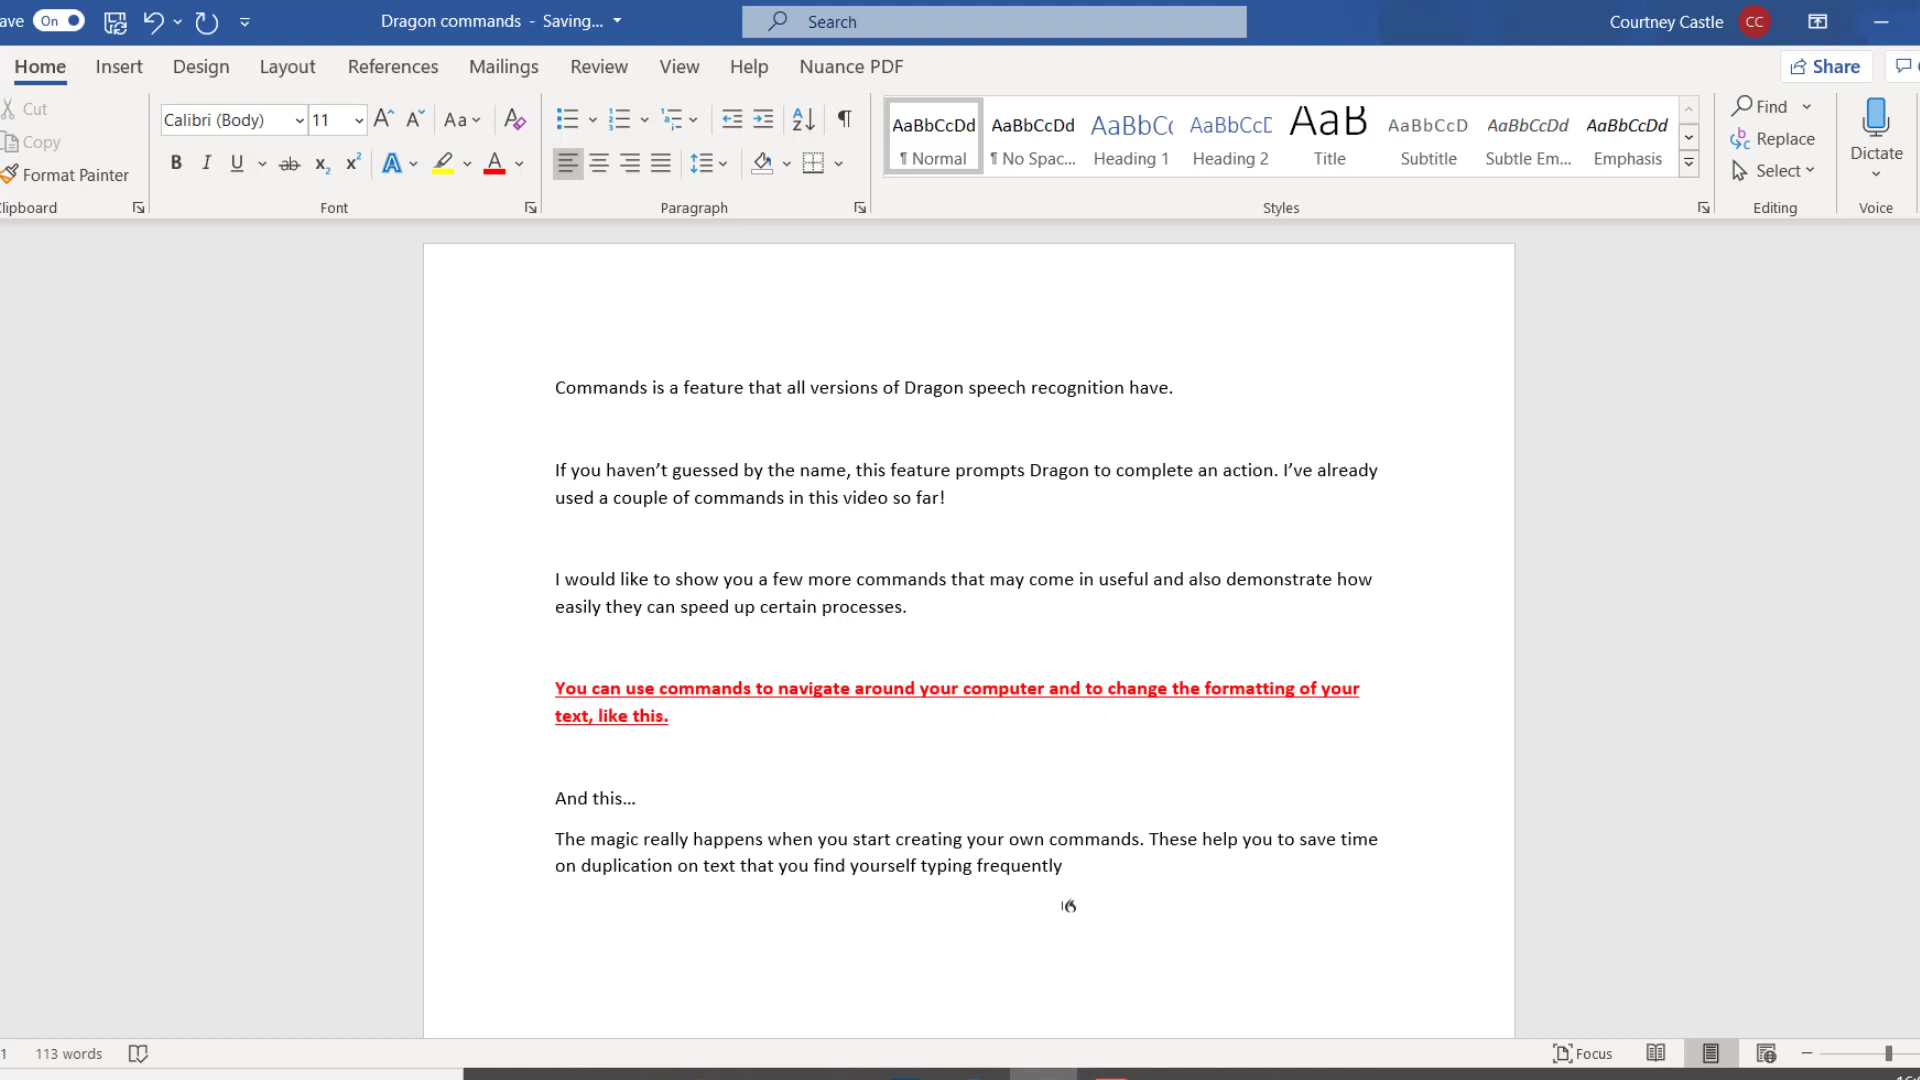 ave On Dragon commands - Saving... Search Courtney Castle CC
Home Insert Design Layout References Mailings Review View Help Nuance PDF Share
Cut
Copy
Format Painter
lipboard
Calibri (Body) 11 Aa
B I U ab x2 x2 A A
Font
Paragraph
AaBbCcDd AaBbCcDd AaBbCc AaBbCcD AaB AaBbCcD AaBbCcDd AaBbCcDd
¶ Normal ¶ No Spac... Heading 1 Heading 2 Title Subtitle Subtle Em... Emphasis
Styles
Find
Replace
Select
Editing
Dictate
Voice
Commands is a feature that all versions of Dragon speech recognition have.
If you haven’t guessed by the name, this feature prompts Dragon to complete an action. I’ve already
used a couple of commands in this video so far!
I would like to show you a few more commands that may come in useful and also demonstrate how
easily they can speed up certain processes.
You can use commands to navigate around your computer and to change the formatting of your
text, like this.
And this…
The magic really happens when you start creating your own commands. These help you to save time
on duplication on text that you find yourself typing frequently
1 113 words Focus